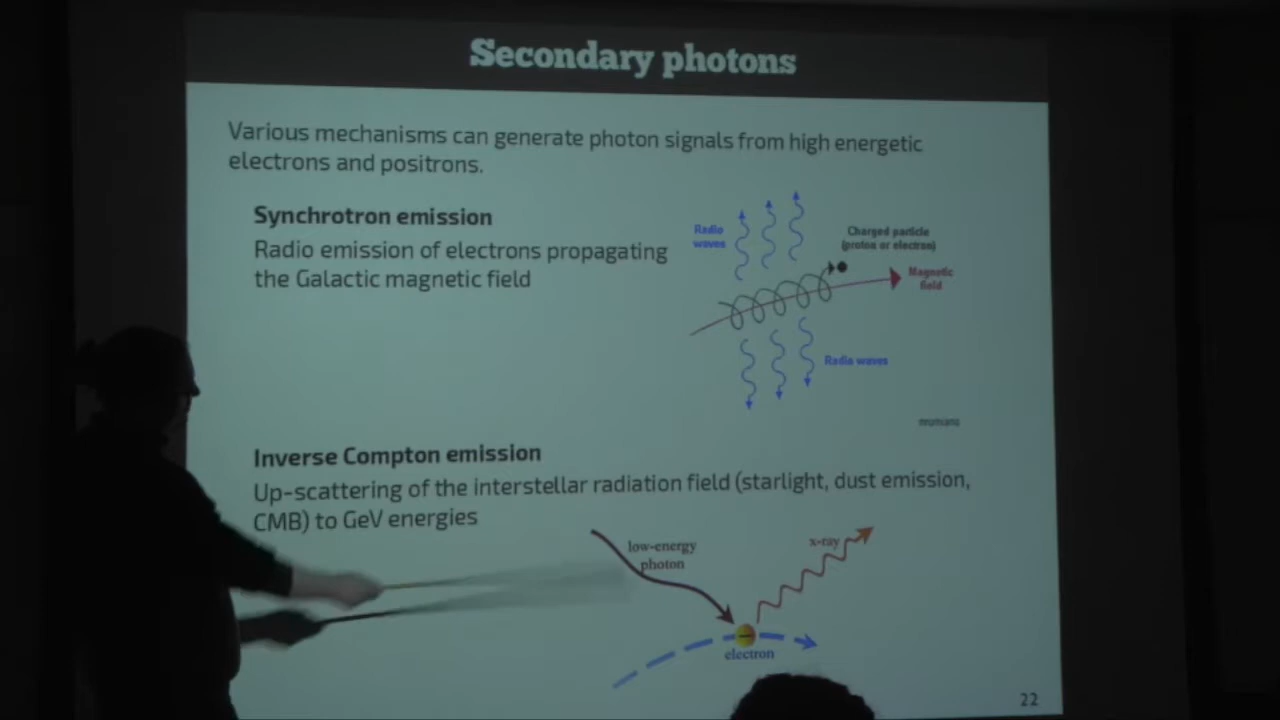 Secondary photons
Various mechanisms can generate photon signals from high energetic
electrons and positrons.
Synchrotron emission
Radio emission of electrons propagating
the Galactic magnetic field
Radio
waves
Charged particle
(proton or electron)
Magnetic
field
Radio waves
Inverse Compton emission
Up-scattering of the interstellar radiation field (starlight, dust emission,
CMB) to GeV energies
low-energy
photon
x-ray
electron
22